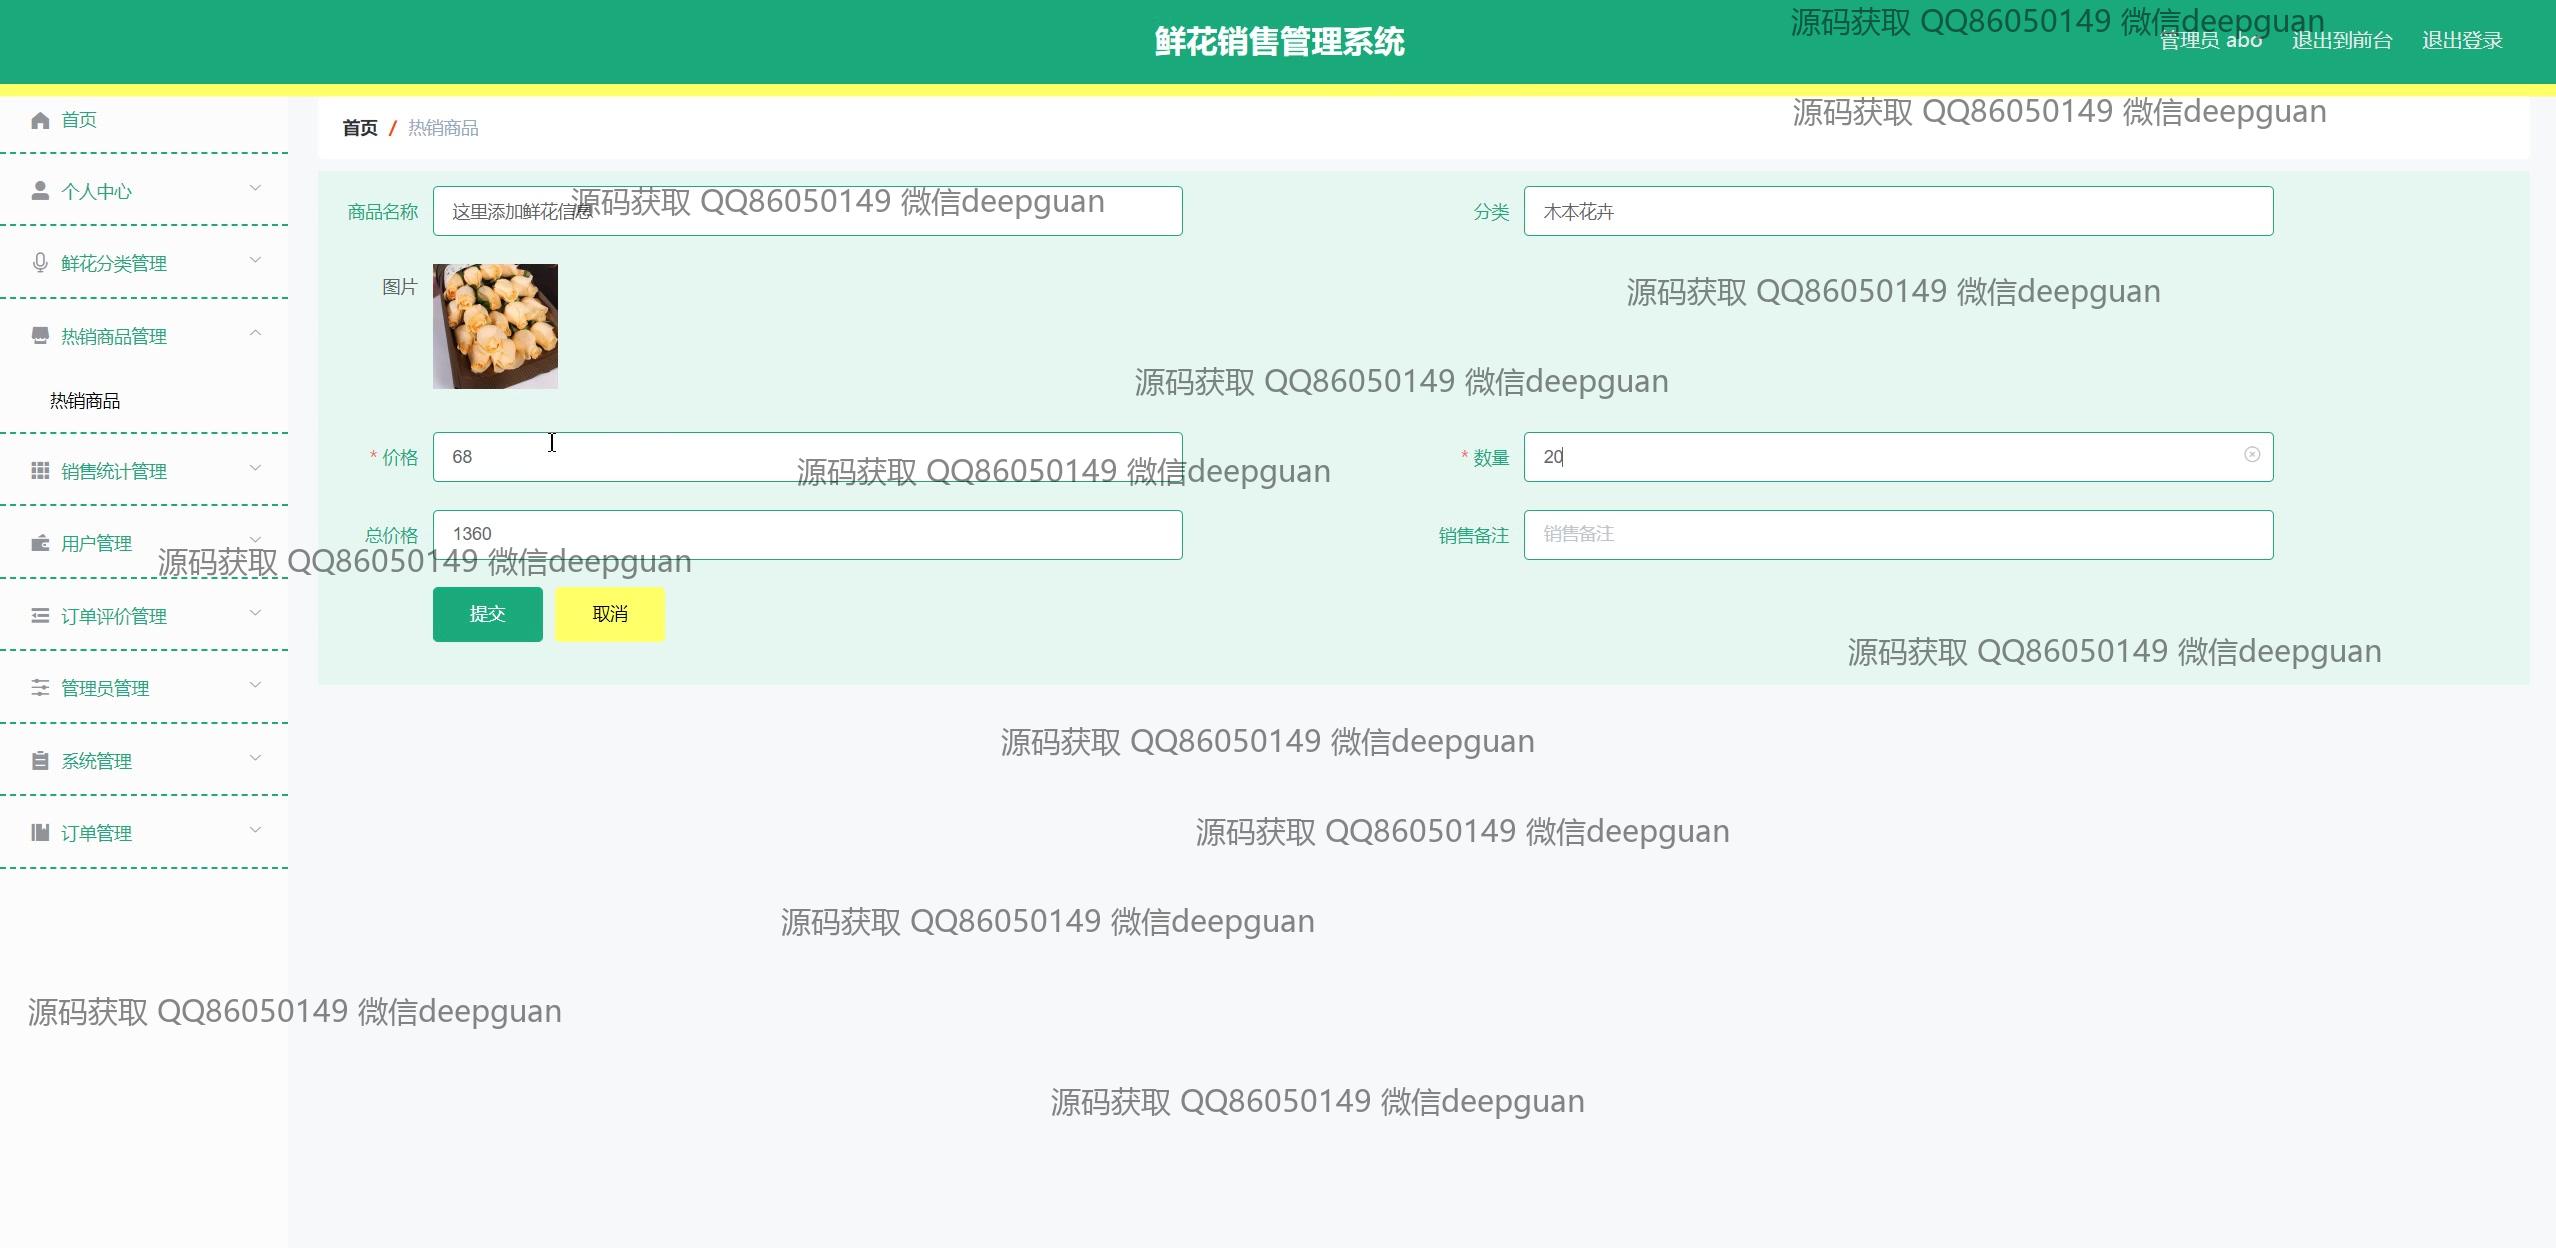 鲜花销售管理系统
源码获取 QQ86050149 微信deepguan
管理员 abo 退出到前台 退出登录
首页
首页 / 热销商品
源码获取 QQ86050149 微信deepguan
个人中心
商品名称 这里添加鲜花信息
源码获取 QQ86050149 微信deepguan
分类 木本花卉
鲜花分类管理
图片
源码获取 QQ86050149 微信deepguan
热销商品管理
源码获取 QQ86050149 微信deepguan
热销商品
* 价格 68
* 数量 20
源码获取 QQ86050149 微信deepguan
销售统计管理
总价格 1360
销售备注 销售备注
用户管理
源码获取 QQ86050149 微信deepguan
提交 取消
订单评价管理
源码获取 QQ86050149 微信deepguan
管理员管理
源码获取 QQ86050149 微信deepguan
系统管理
源码获取 QQ86050149 微信deepguan
订单管理
源码获取 QQ86050149 微信deepguan
源码获取 QQ86050149 微信deepguan
源码获取 QQ86050149 微信deepguan